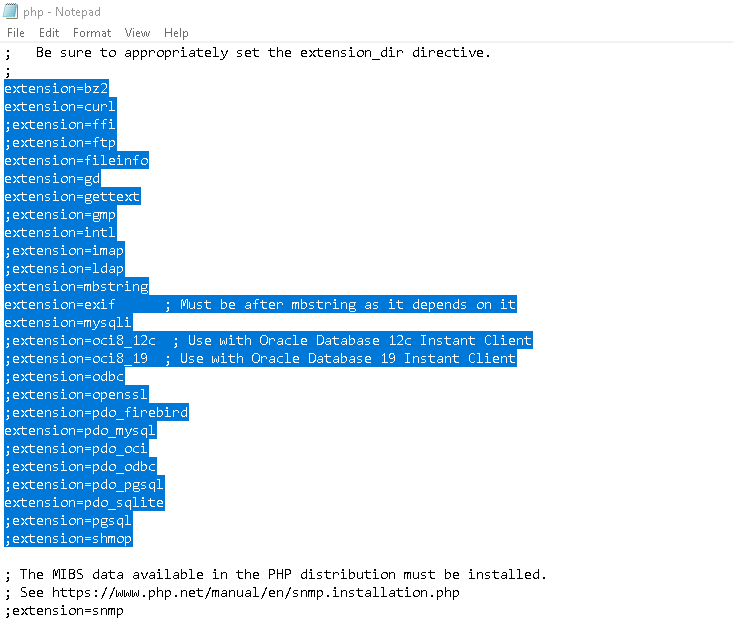 php - Notepad
File Edit Format View Help
;   Be sure to appropriately set the extension_dir directive.
;
extension=bz2
extension=curl
;extension=ffi
;extension=ftp
extension=fileinfo
extension=gd
extension=gettext
;extension=gmp
extension=intl
;extension=imap
;extension=ldap
extension=mbstring
extension=exif      ; Must be after mbstring as it depends on it
extension=mysqli
;extension=oci8_12c  ; Use with Oracle Database 12c Instant Client
;extension=oci8_19  ; Use with Oracle Database 19 Instant Client
;extension=odbc
;extension=openssl
;extension=pdo_firebird
extension=pdo_mysql
;extension=pdo_oci
;extension=pdo_odbc
;extension=pdo_pgsql
extension=pdo_sqlite
;extension=pgsql
;extension=shmop
; The MIBS data available in the PHP distribution must be installed.
; See https://www.php.net/manual/en/snmp.installation.php
;extension=snmp